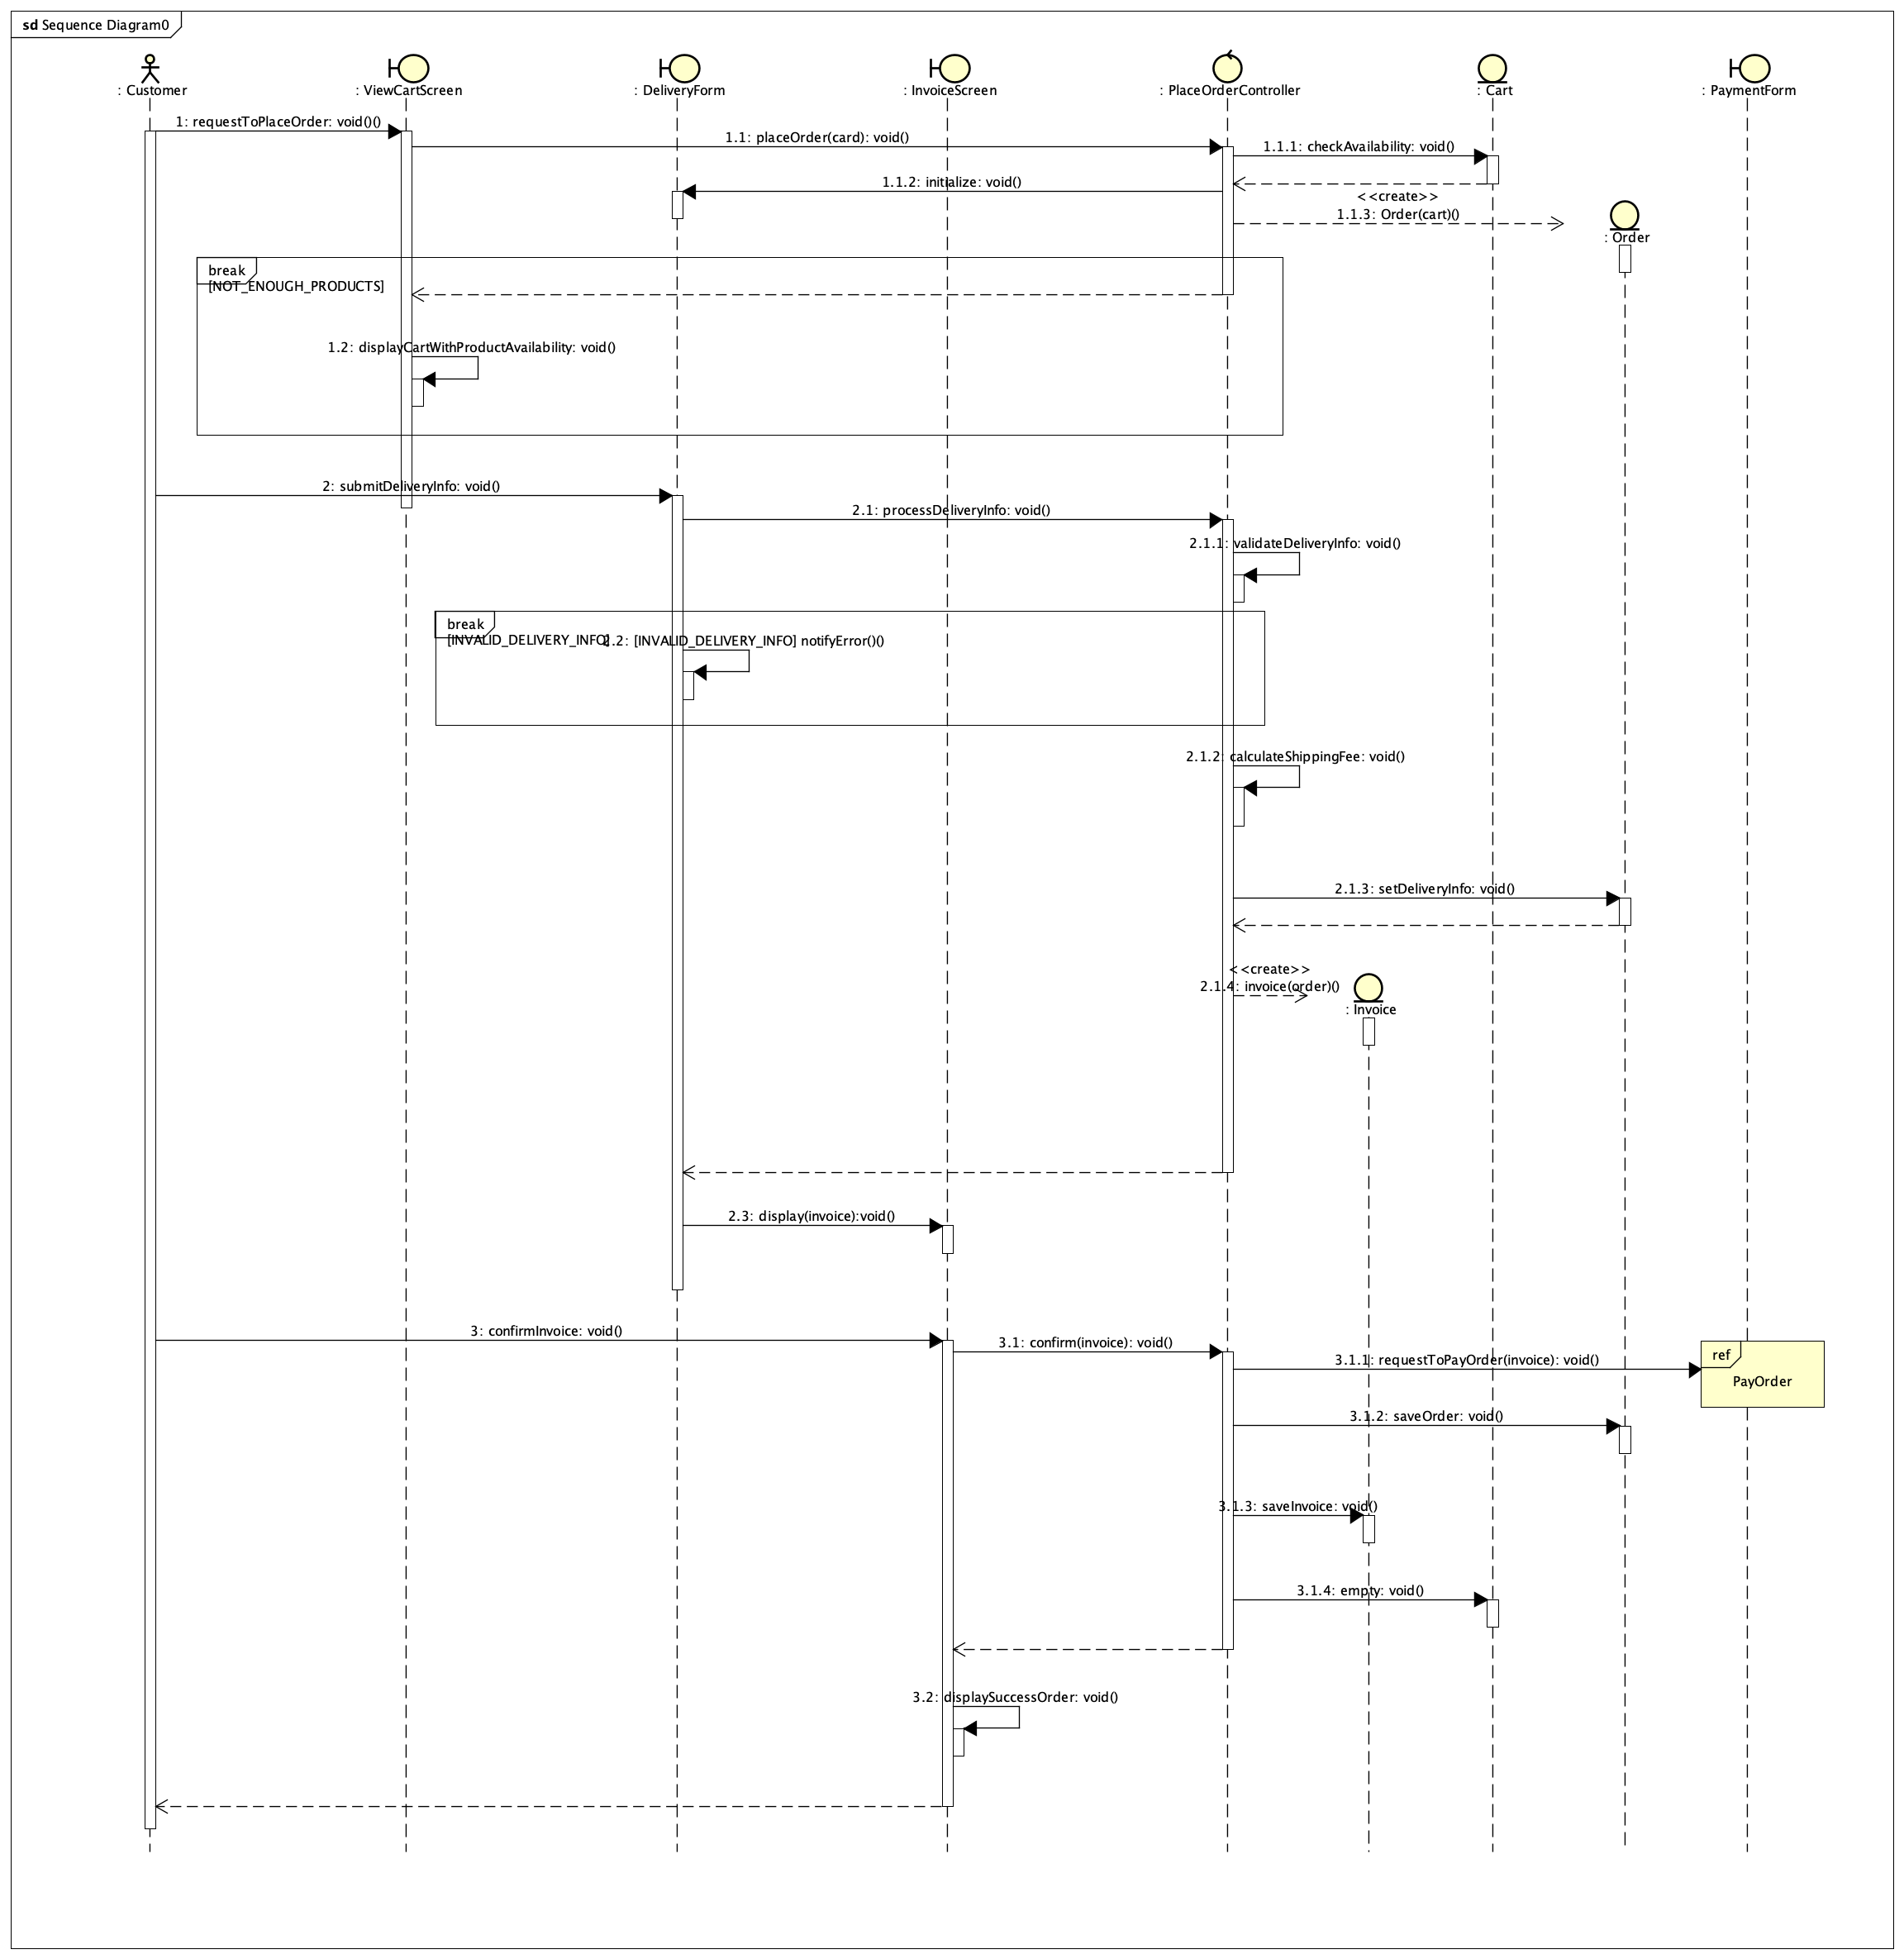 sd Sequence Diagram0
: Customer
: ViewCartScreen
: DeliveryForm
: InvoiceScreen
: PlaceOrderController
: Cart
: PaymentForm
1: requestToPlaceOrder: void()()
1.1: placeOrder(card): void()
1.1.1: checkAvailability: void()
1.1.2: initialize: void()
<<create>>
1.1.3: Order(cart)()
: Order
break
[NOT_ENOUGH_PRODUCTS]
1.2: displayCartWithProductAvailability: void()
2: submitDeliveryInfo: void()
2.1: processDeliveryInfo: void()
2.1.1: validateDeliveryInfo: void()
break
[INVALID_DELIVERY_INFO]
2.2: [INVALID_DELIVERY_INFO] notifyError()()
2.1.2: calculateShippingFee: void()
2.1.3: setDeliveryInfo: void()
<<create>>
2.1.4: invoice(order)()
: Invoice
2.3: display(invoice):void()
3: confirmInvoice: void()
3.1: confirm(invoice): void()
ref
3.1.1: requestToPayOrder(invoice): void()
PayOrder
3.1.2: saveOrder: void()
3.1.3: saveInvoice: void()
3.1.4: empty: void()
3.2: displaySuccessOrder: void()